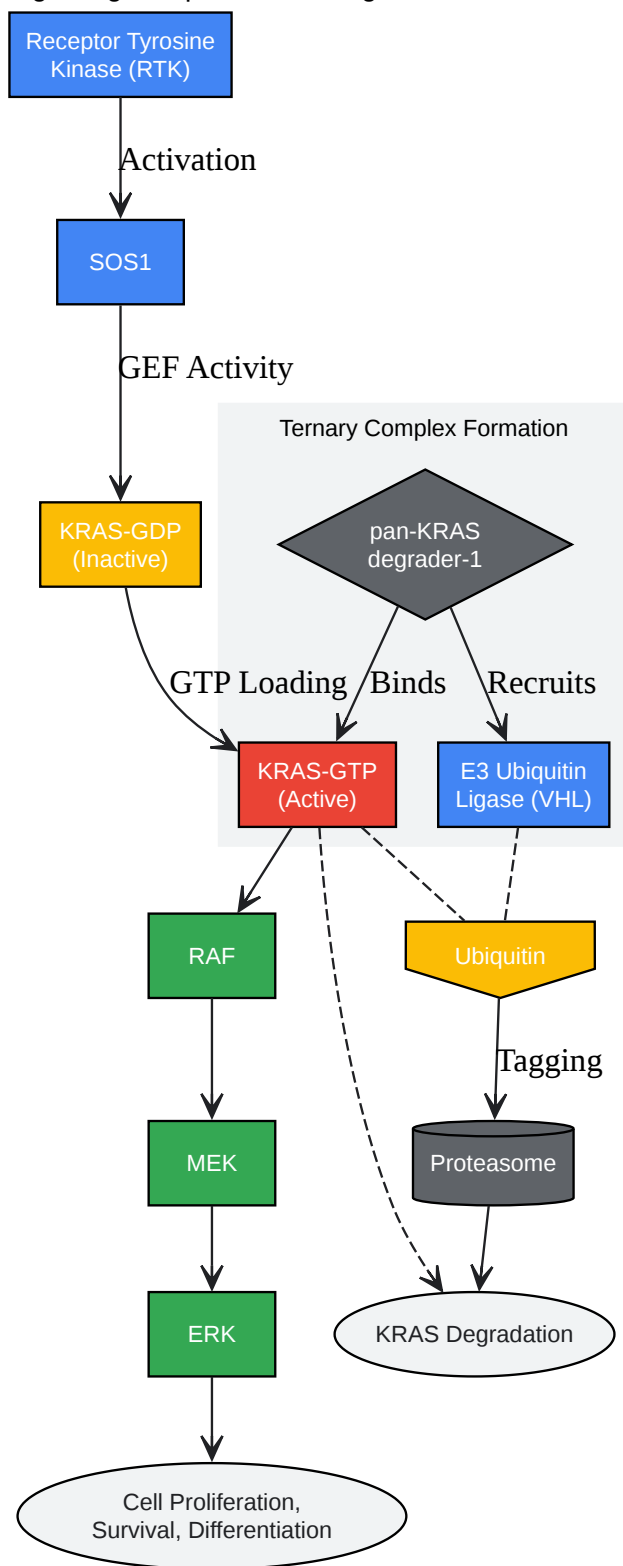 Receptor Tyrosine
Kinase (RTK)
Activation
SOS1
GEF Activity
Ternary Complex Formation
KRAS-GDP
(Inactive)
pan-KRAS
degrader-1
GTP Loading
Binds
Recruits
KRAS-GTP
(Active)
E3 Ubiquitin
Ligase (VHL)
RAF
Ubiquitin
Tagging
MEK
Proteasome
ERK
KRAS Degradation
Cell Proliferation,
Survival, Differentiation